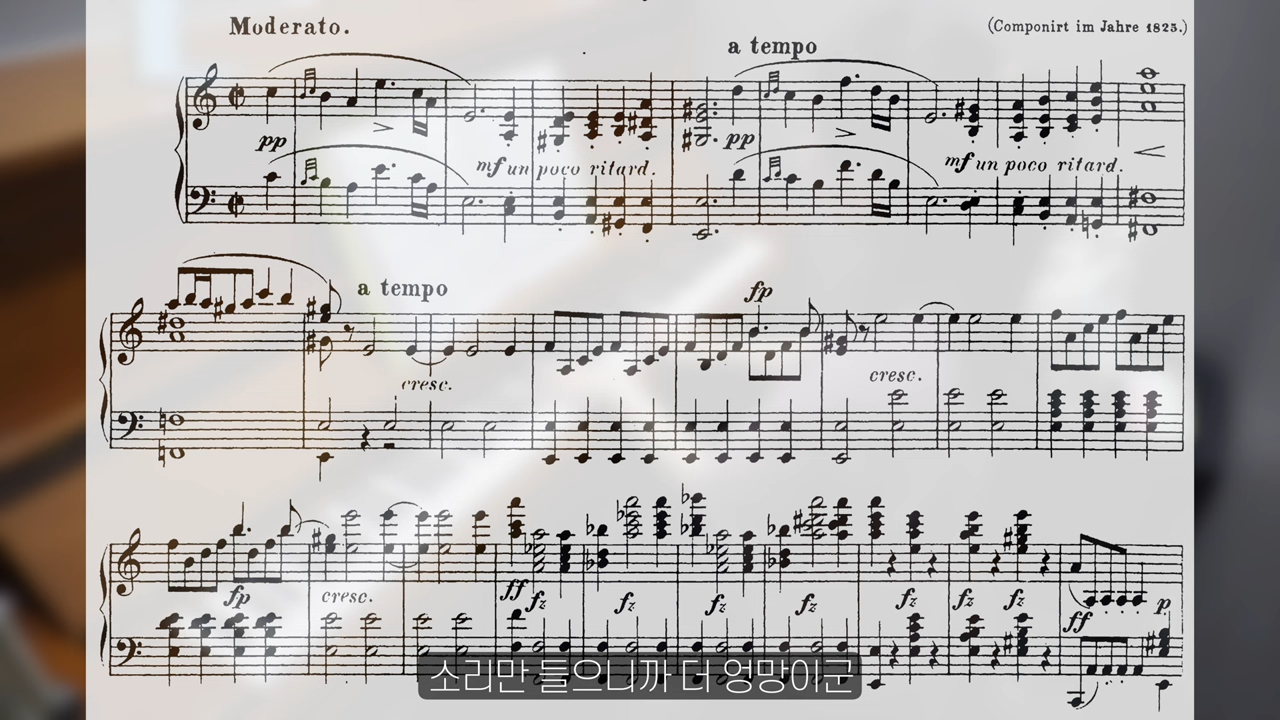 Moderato.
(Componirt im Jahre 1825.)
a tempo
pp
pp
mf un poco ritard.
mf un poco ritard.
a tempo
fp
cresc.
cresc.
fp
cresc.
ff
fz
fz
fz
fz
fz
fz
fz
ff
p
소리만 들으니까 더 엉망이군